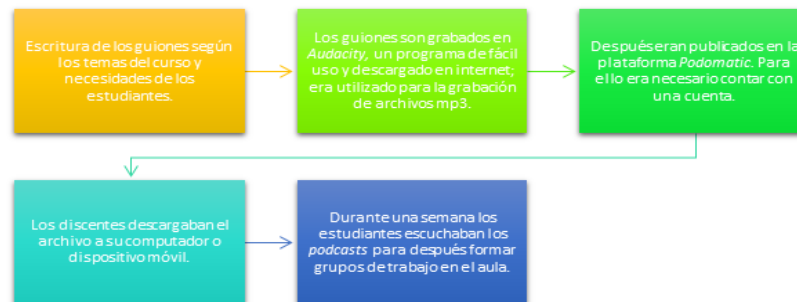 Escritura de los guiones según
los temas del curso y
necesidades de los
estudiantes.
Los guiones son grabados en
Audacity, un programa de fácil
uso y descargado en internet;
era utilizado para la grabación
de archivos mp3.
Después eran publicados en la
plataforma Podomatic. Para
ello era necesario contar con
una cuenta.
Los discentes descargaban el
archivo a su computador o
dispositivo móvil.
Durante una semana los
estudiantes escuchaban los
podcasts para después formar
grupos de trabajo en el aula.